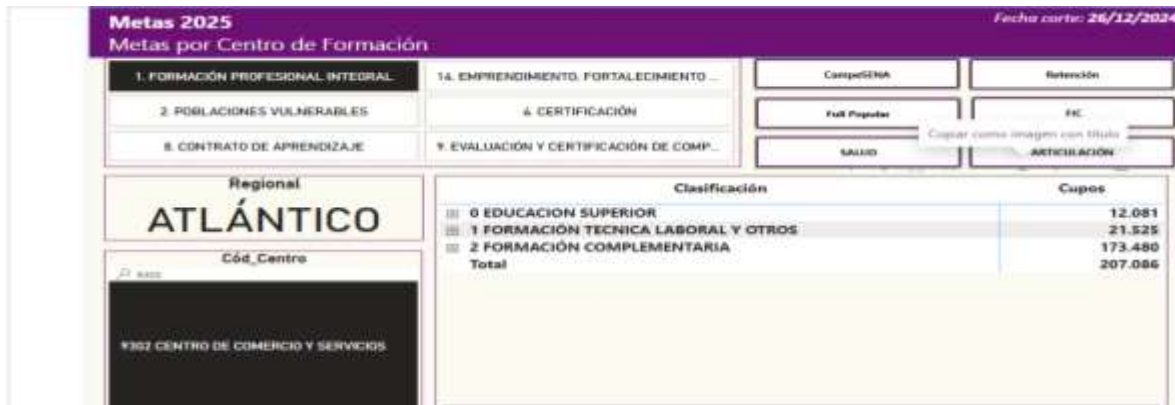 Metas 2025
Fecha corte: 26/12/2024
Metas por Centro de Formación
1. FORMACIÓN PROFESIONAL INTEGRAL
14. EMPRENDIMIENTO, FORTALECIMIENTO ...
CampeSENA
Retención
2. POBLACIONES VULNERABLES
6. CERTIFICACIÓN
Full Popular
FIC
Copiar como imagen con título
8. CONTRATO DE APRENDIZAJE
9. EVALUACIÓN Y CERTIFICACIÓN DE COMP...
SALUD
ARTICULACIÓN
Regional
ATLÁNTICO
Clasificación
Cupos
0 EDUCACION SUPERIOR
12.081
1 FORMACIÓN TECNICA LABORAL Y OTROS
21.525
2 FORMACIÓN COMPLEMENTARIA
173.480
Total
207.086
Cód_Centro
9302 CENTRO DE COMERCIO Y SERVICIOS